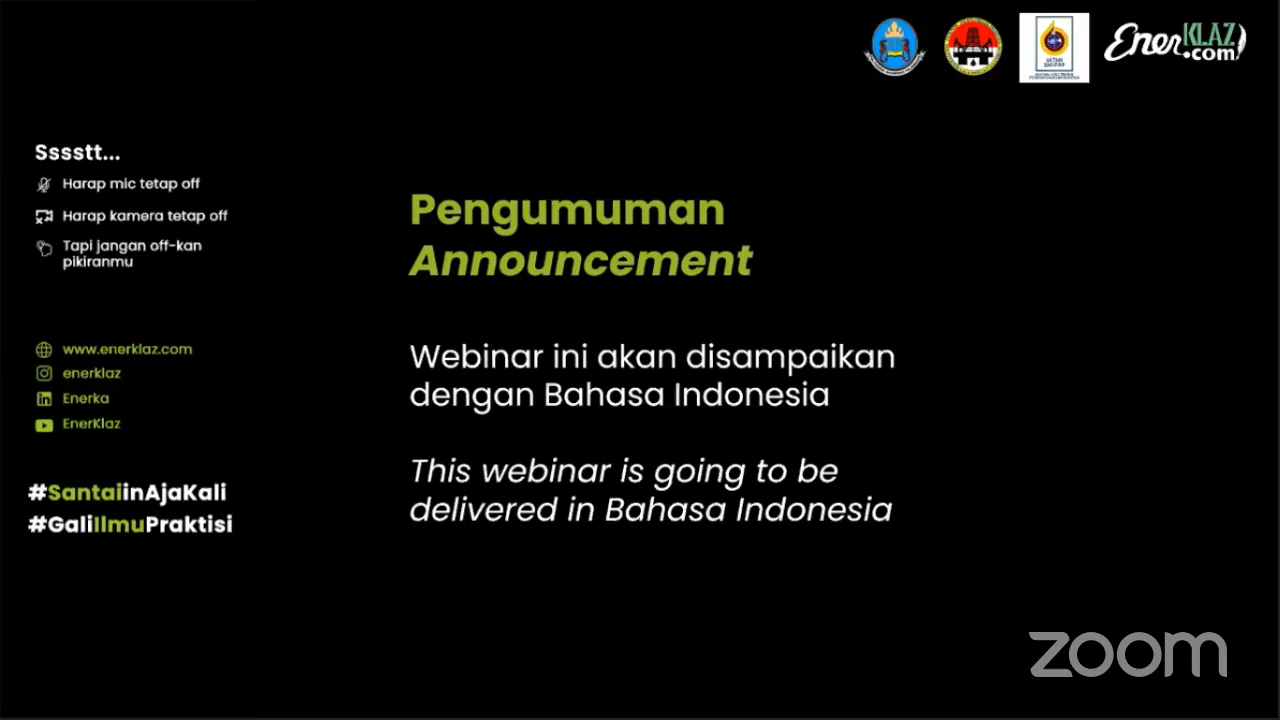 EnerKLAZ
.com
Sssstt...
Harap mic tetap off
Harap kamera tetap off
Tapi jangan off-kan
pikiranmu
www.enerklaz.com
enerklaz
Enerka
EnerKlaz
#SantaiinAjaKali
#GaliIlmuPraktisi
Pengumuman
Announcement
Webinar ini akan disampaikan
dengan Bahasa Indonesia
This webinar is going to be
delivered in Bahasa Indonesia
zoom